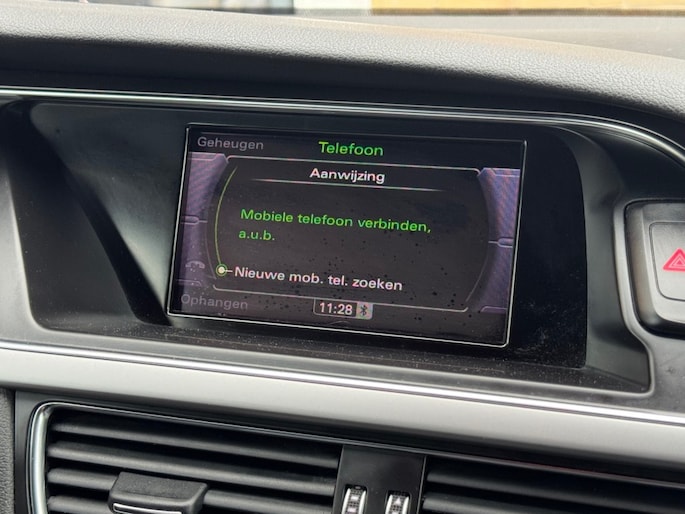 Geheugen
Telefoon
Aanwijzing
Mobiele telefoon verbinden,
a.u.b.
Nieuwe mob. tel. zoeken
Ophangen
11:28